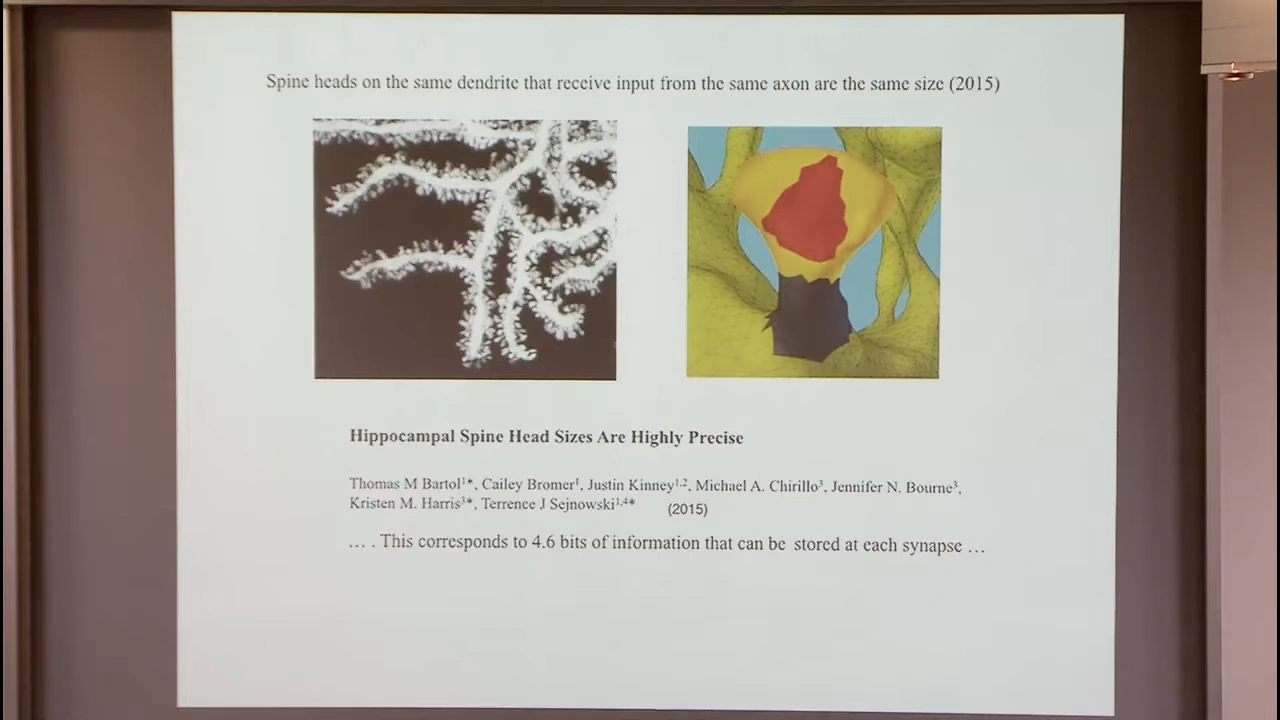 Spine heads on the same dendrite that receive input from the same axon are the same size (2015)
Hippocampal Spine Head Sizes Are Highly Precise
Thomas M Bartol¹*, Cailey Bromer¹, Justin Kinney¹,², Michael A. Chirillo³, Jennifer N. Bourne³,
Kristen M. Harris³*, Terrence J Sejnowski¹,⁴*
(2015)
... . This corresponds to 4.6 bits of information that can be stored at each synapse ...